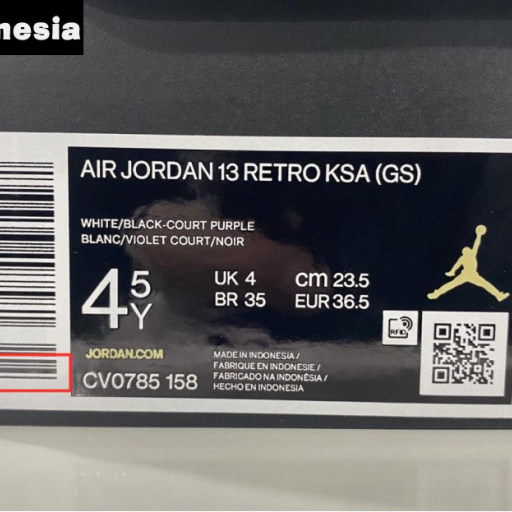 nesia
AIR JORDAN 13 RETRO KSA (GS)
WHITE/BLACK-COURT PURPLE
BLANC/VIOLET COURT/NOIR
4 5 Y
UK 4 cm 23.5
BR 35 EUR 36.5
RFID
JORDAN.COM
CV0785 158
MADE IN INDONESIA /
FABRIQUE EN INDONESIE /
FABRICADO NA INDONÉSIA /
HECHO EN INDONESIA